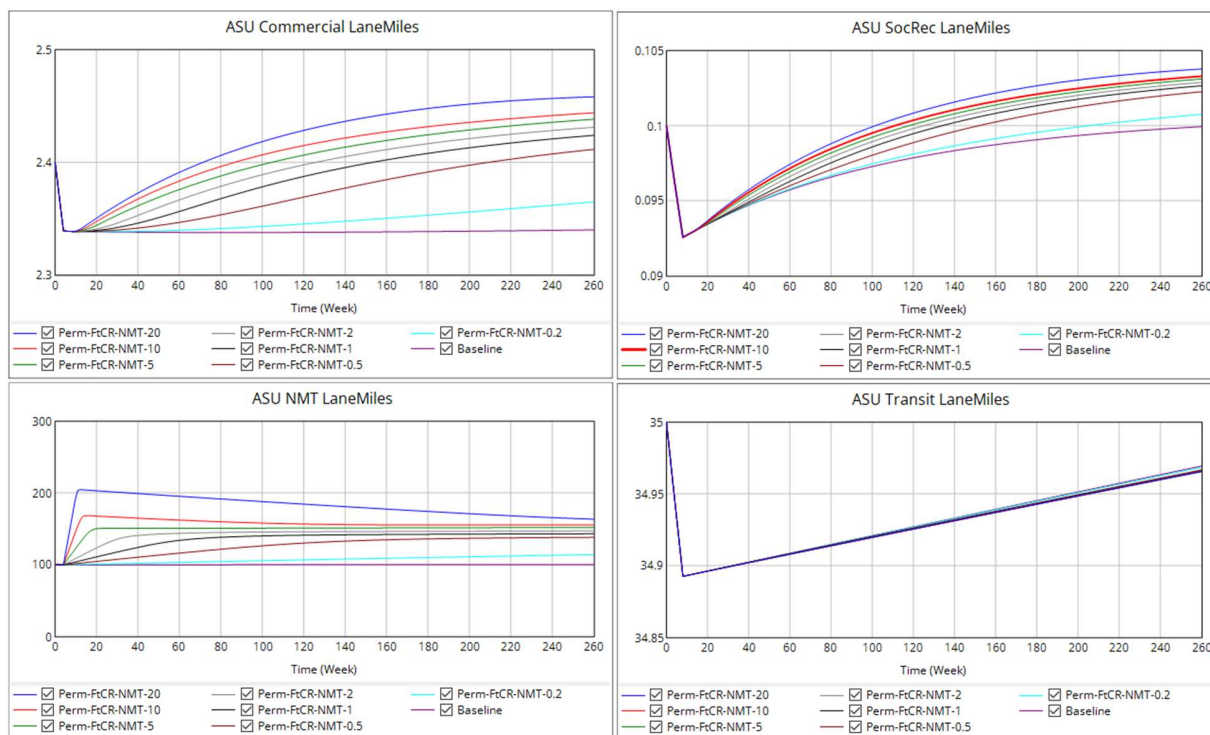 ASU Commercial LaneMiles
2.5
2.4
2.3
0 20 40 60 80 100 120 140 160 180 200 220 240 260
Time (Week)
Perm-FtCR-NMT-20 Perm-FtCR-NMT-2 Perm-FtCR-NMT-0.2
Perm-FtCR-NMT-10 Perm-FtCR-NMT-1 Baseline
Perm-FtCR-NMT-5 Perm-FtCR-NMT-0.5
ASU SocRec LaneMiles
0.105
0.1
0.095
0.09
0 20 40 60 80 100 120 140 160 180 200 220 240 260
Time (Week)
Perm-FtCR-NMT-20 Perm-FtCR-NMT-2 Perm-FtCR-NMT-0.2
Perm-FtCR-NMT-10 Perm-FtCR-NMT-1 Baseline
Perm-FtCR-NMT-5 Perm-FtCR-NMT-0.5
ASU NMT LaneMiles
300
200
100
0
0 20 40 60 80 100 120 140 160 180 200 220 240 260
Time (Week)
Perm-FtCR-NMT-20 Perm-FtCR-NMT-2 Perm-FtCR-NMT-0.2
Perm-FtCR-NMT-10 Perm-FtCR-NMT-1 Baseline
Perm-FtCR-NMT-5 Perm-FtCR-NMT-0.5
ASU Transit LaneMiles
35
34.95
34.9
34.85
0 20 40 60 80 100 120 140 160 180 200 220 240 260
Time (Week)
Perm-FtCR-NMT-20 Perm-FtCR-NMT-2 Perm-FtCR-NMT-0.2
Perm-FtCR-NMT-10 Perm-FtCR-NMT-1 Baseline
Perm-FtCR-NMT-5 Perm-FtCR-NMT-0.5